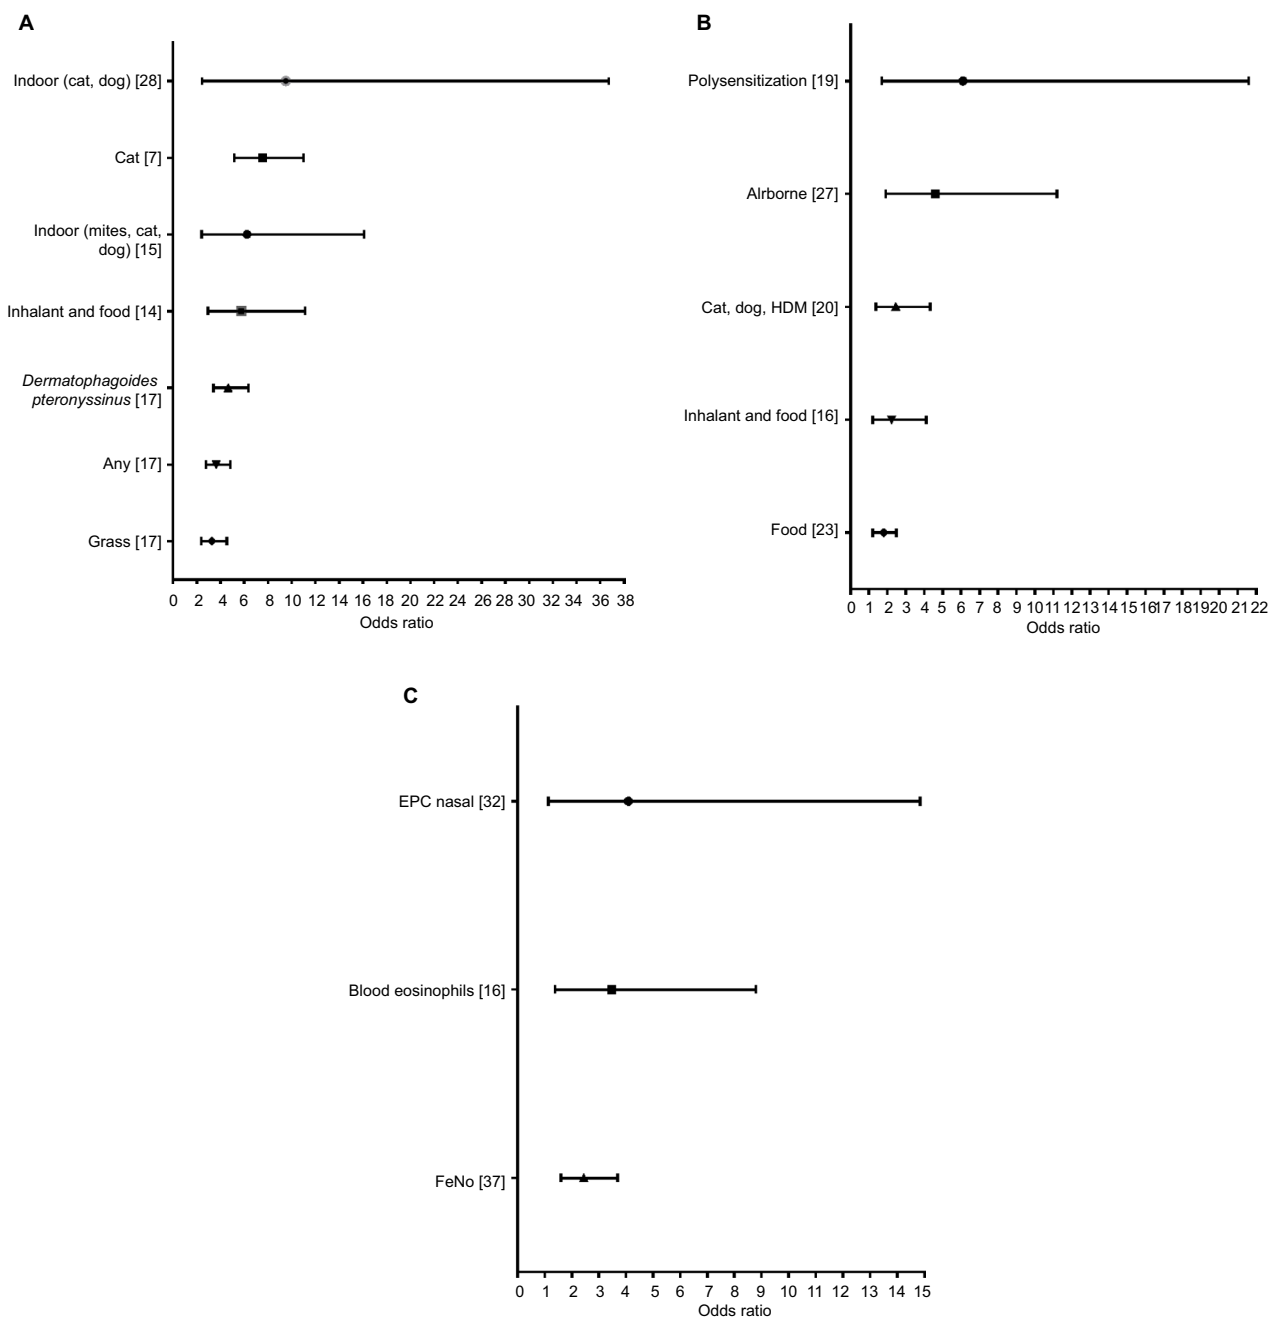 A
Indoor (cat, dog) [28]
Cat [7]
Indoor (mites, cat,
dog) [15]
Inhalant and food [14]
Dermatophagoides
pteronyssinus [17]
Any [17]
Grass [17]
0 2 4 6 8 10 12 14 16 18 20 22 24 26 28 30 32 34 36 38
Odds ratio
B
Polysensitization [19]
AIrborne [27]
Cat, dog, HDM [20]
Inhalant and food [16]
Food [23]
0 1 2 3 4 5 6 7 8 9 10 11 12 13 14 15 16 17 18 19 20 21 22
Odds ratio
C
EPC nasal [32]
Blood eosinophils [16]
FeNo [37]
0 1 2 3 4 5 6 7 8 9 10 11 12 13 14 15
Odds ratio